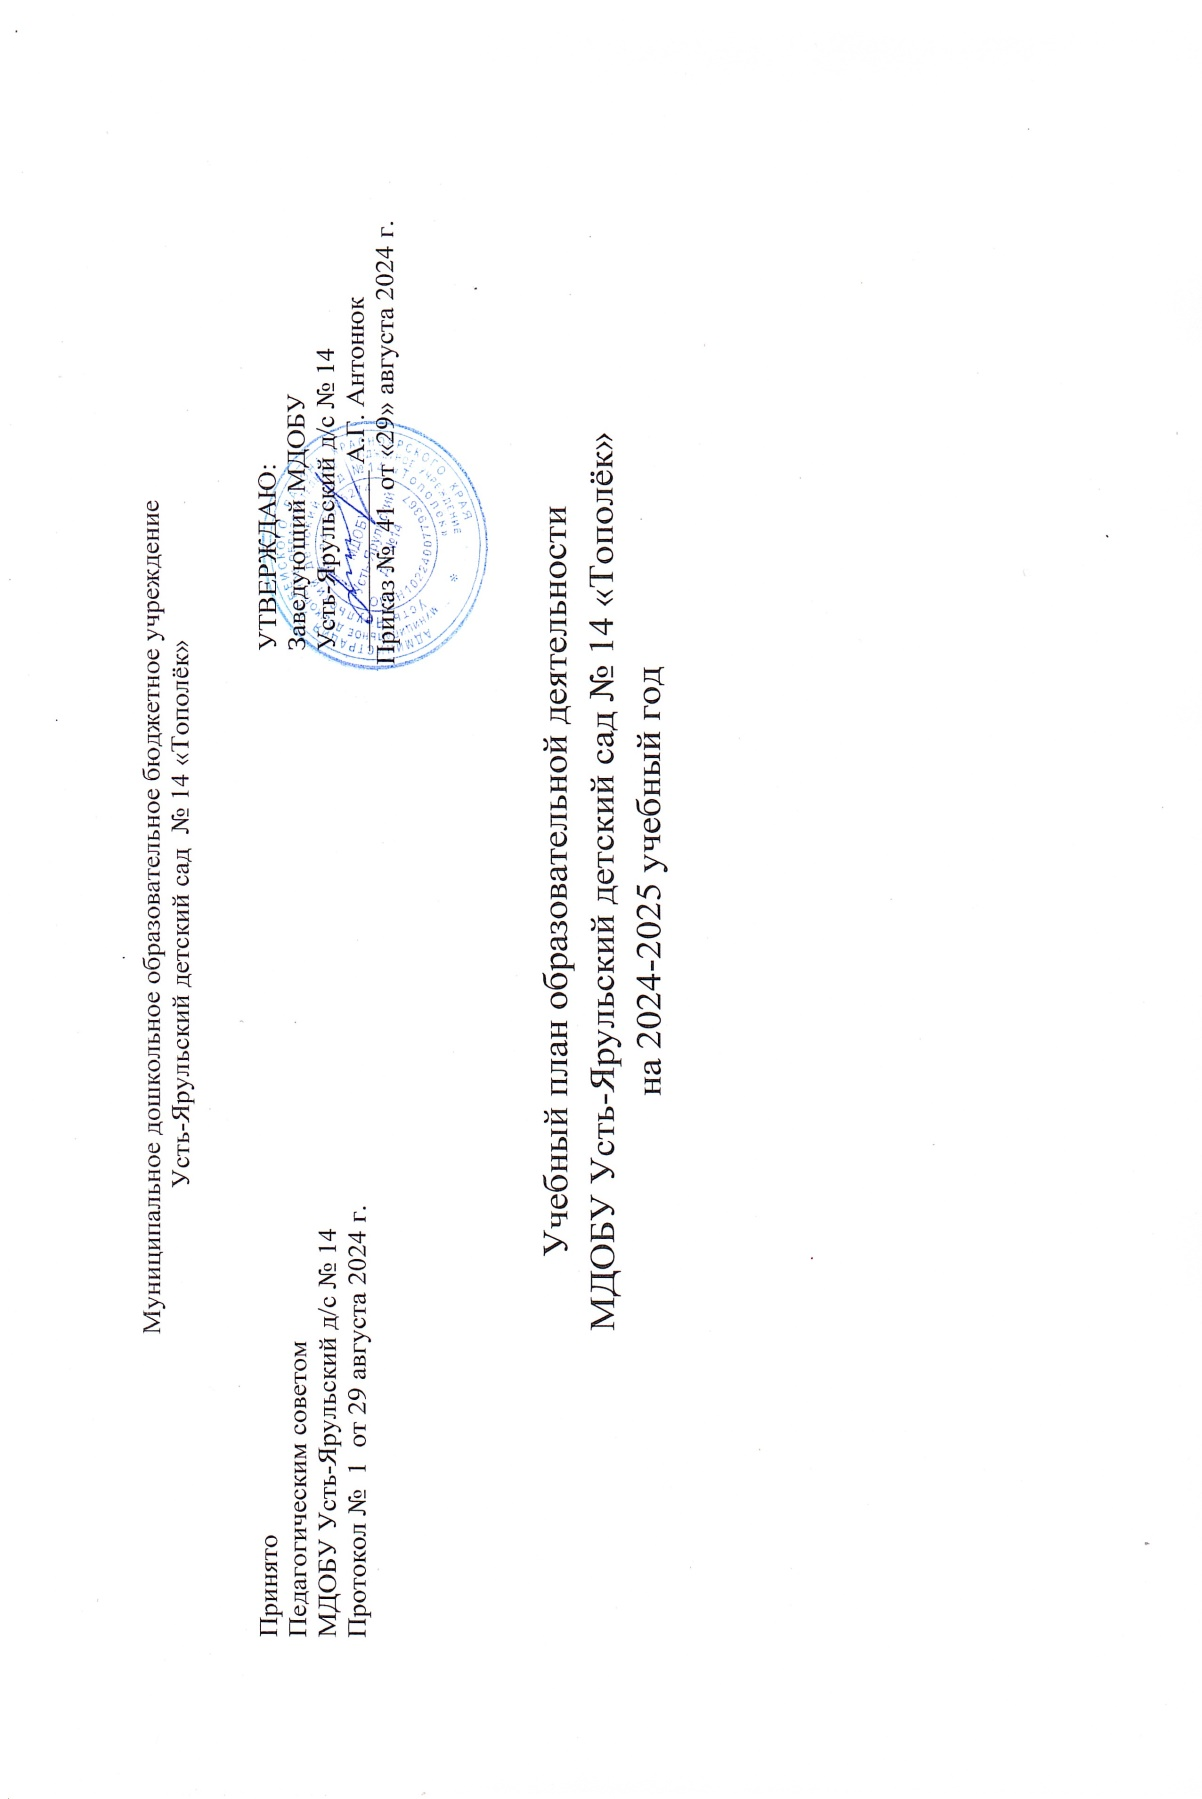 Муниципальное дошкольное образовательное бюджетное учреждение
Усть-Ярульский детский сад № 14 «Тополёк»
Принято
Педагогическим советом
МДОБУ Усть-Ярульский д/с № 14
Протокол № 1 от 29 августа 2024 г.
УТВЕРЖДАЮ:
Заведующий МДОБУ
Усть-Ярульский д/с № 14
А.Г. Антонюк
Приказ № 41 от «29» августа 2024 г.
Учебный план образовательной деятельности
МДОБУ Усть-Ярульский детский сад № 14 «Тополёк»
на 2024-2025 учебный год